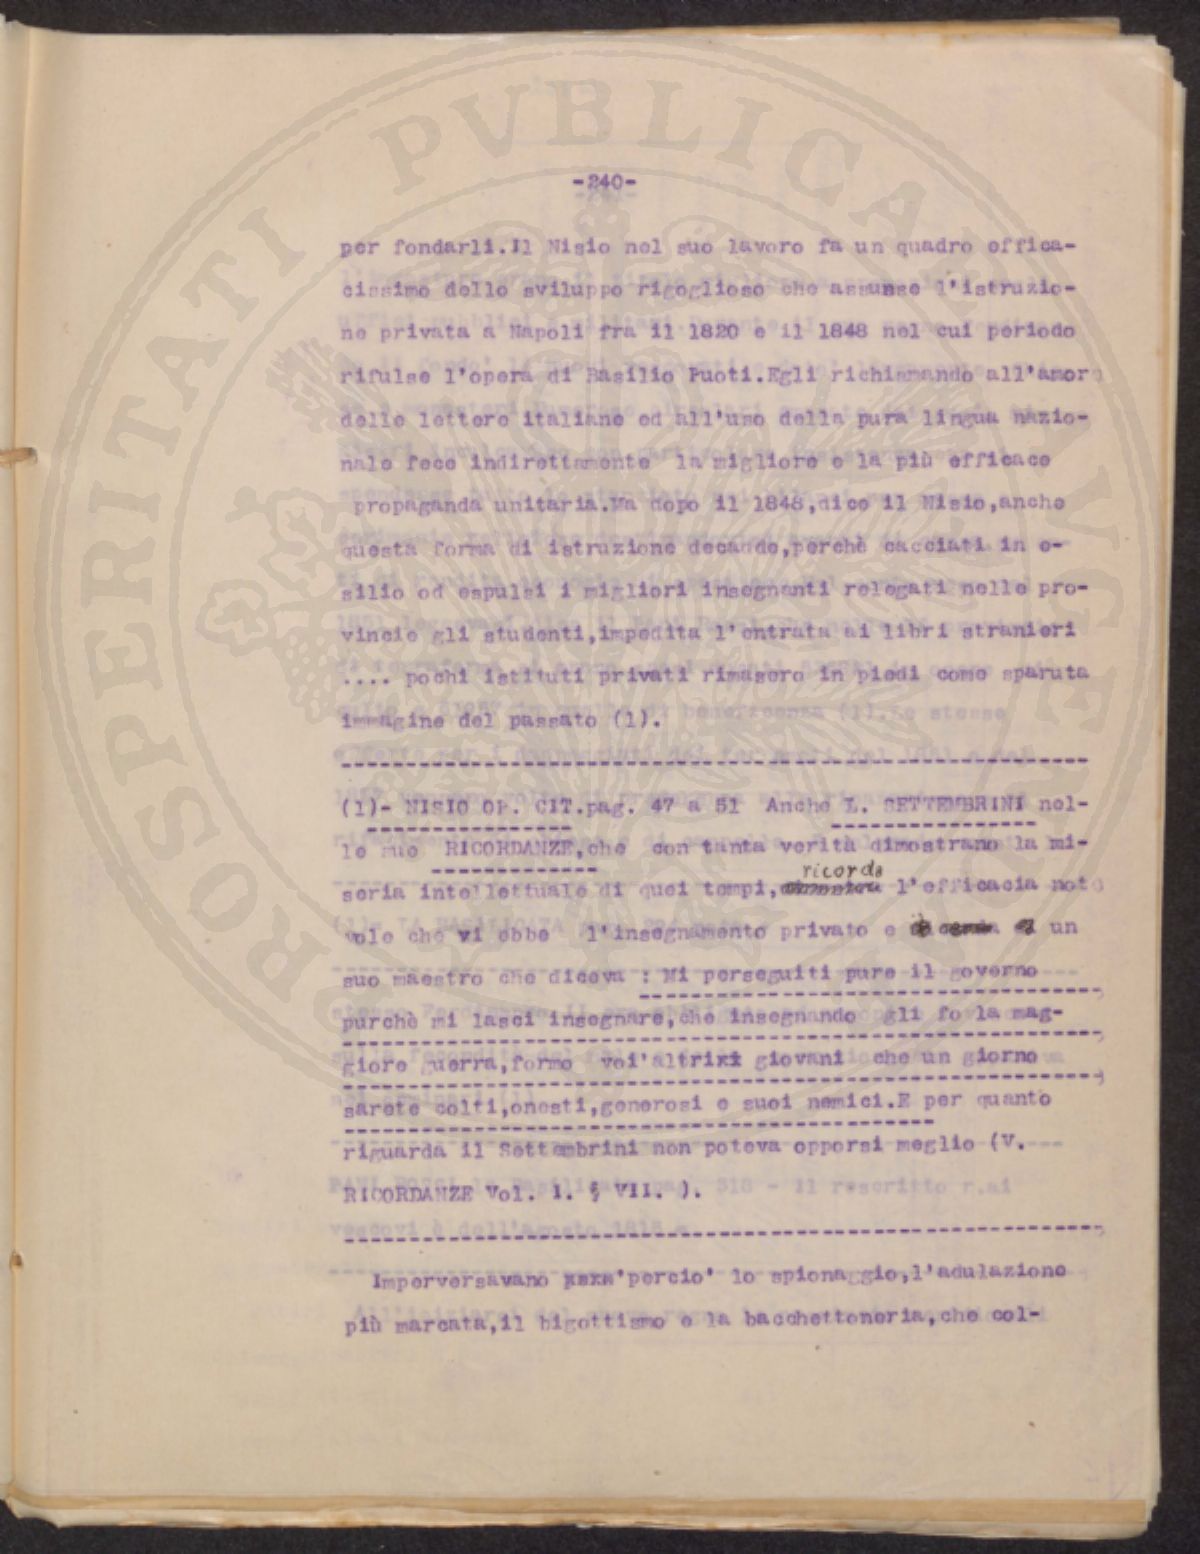 PROSPERITATI PVBLICAE AVGENDAE
-240-
per fondarli.Il Nisio nel suo lavoro fa un quadro effica-
cissimo dello sviluppo rigoglioso che assunse l'istruzio-
ne privata a Napoli fra il 1820 e il 1848 nel cui periodo
rifulse l'opera di Basilio Puoti.Egli richiamando all'amore
delle lettere italiane ed all'uso della pura lingua nazio-
nale fece indirettamente la migliore e la più efficace
propaganda unitaria.Ma dopo il 1848,dice il Nisio,anche
questa forma di istruzione decadde,perchè cacciati in e-
silio od espulsi i migliori insegnanti relegati nelle pro-
vincie gli studenti,impedita l'entrata ai libri stranieri
.... pochi istituti privati rimasero in piedi come sparuta
immagine del passato (1).
(1)- NISIO OP. CIT.pag. 47 a 51 Anche L. SETTEMBRINI nel-
le sue RICORDANZE,che con tanta verità dimostrano la mi-
seria intellettuale di quei tempi, ricorda l'efficacia note
vole che vi ebbe l'insegnamento privato e un
suo maestro che diceva : Mi perseguiti pure il governo
purchè mi lasci insegnare,che insegnando gli fo la mag-
giore guerra,formo voi'altrixi giovani che un giorno
sarete colti,onesti,generosi e suoi nemici.E per quanto
riguarda il Settembrini non poteva opporsi meglio (V.
RICORDANZE Vol. I. § VII. ).
Imperversavano 'percio' lo spionaggio,l'adulazione
più marcata,il bigottismo e la bacchettoneria,che col-